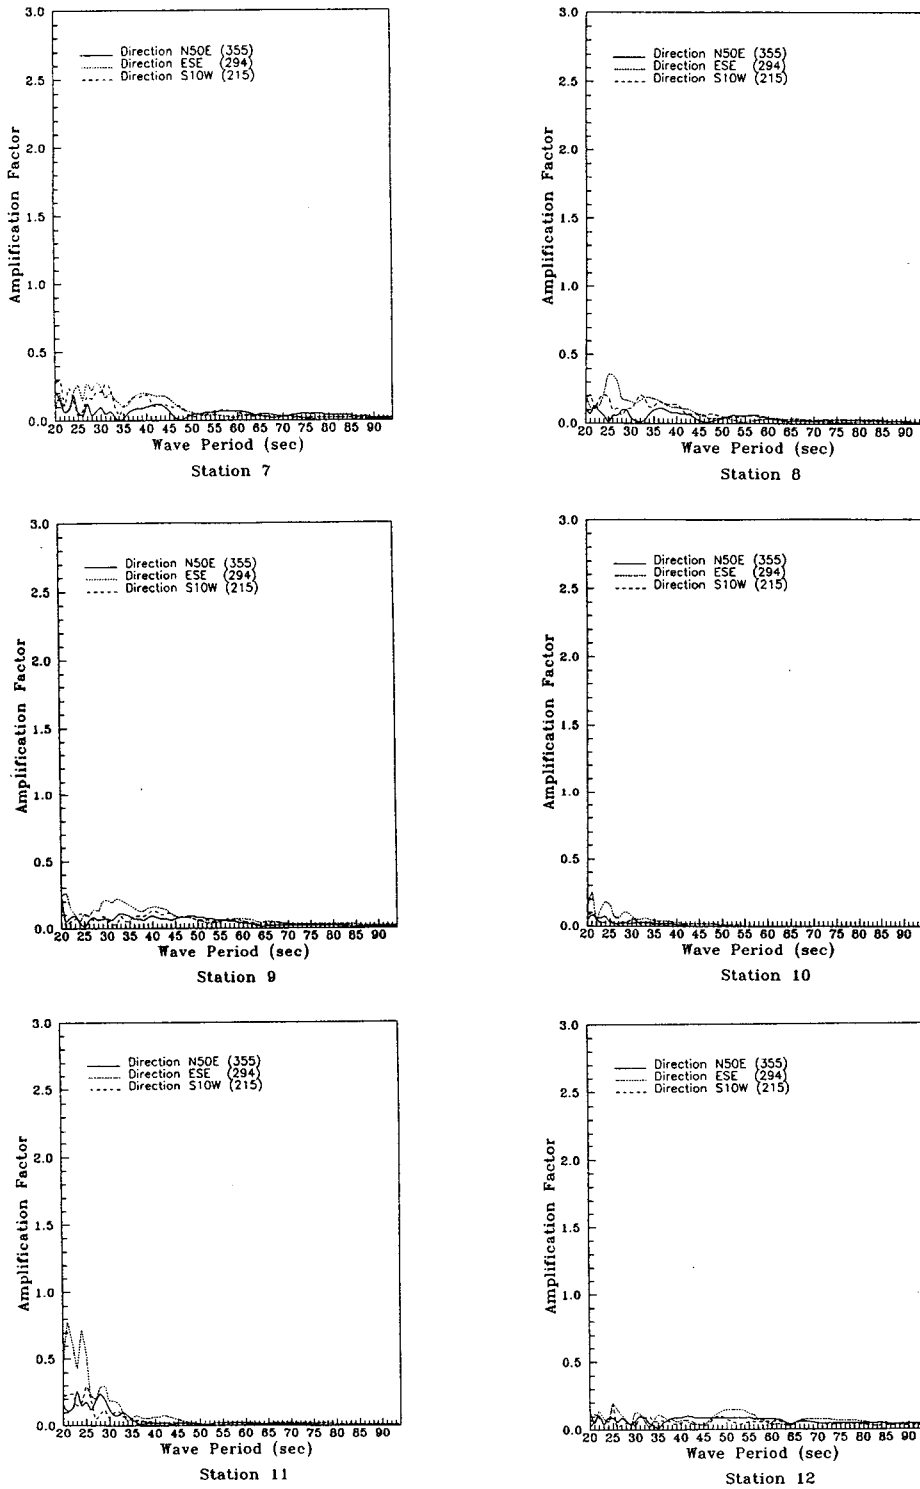 3.0
2.5
2.0
1.5
1.0
0.5
0.0
Amplification Factor
Direction N50E (355)
Direction ESE (294)
Direction S10W (215)
20 25 30 35 40 45 50 55 60 65 70 75 80 85 90
Wave Period (sec)
Station 7
3.0
2.5
2.0
1.5
1.0
0.5
0.0
Amplification Factor
Direction N50E (355)
Direction ESE (294)
Direction S10W (215)
20 25 30 35 40 45 50 55 60 65 70 75 80 85 90
Wave Period (sec)
Station 8
3.0
2.5
2.0
1.5
1.0
0.5
0.0
Amplification Factor
Direction N50E (355)
Direction ESE (294)
Direction S10W (215)
20 25 30 35 40 45 50 55 60 65 70 75 80 85 90
Wave Period (sec)
Station 9
3.0
2.5
2.0
1.5
1.0
0.5
0.0
Amplification Factor
Direction N50E (355)
Direction ESE (294)
Direction S10W (215)
20 25 30 35 40 45 50 55 60 65 70 75 80 85 90
Wave Period (sec)
Station 10
3.0
2.5
2.0
1.5
1.0
0.5
0.0
Amplification Factor
Direction N50E (355)
Direction ESE (294)
Direction S10W (215)
20 25 30 35 40 45 50 55 60 65 70 75 80 85 90
Wave Period (sec)
Station 11
3.0
2.5
2.0
1.5
1.0
0.5
0.0
Amplification Factor
Direction N50E (355)
Direction ESE (294)
Direction S10W (215)
20 25 30 35 40 45 50 55 60 65 70 75 80 85 90
Wave Period (sec)
Station 12